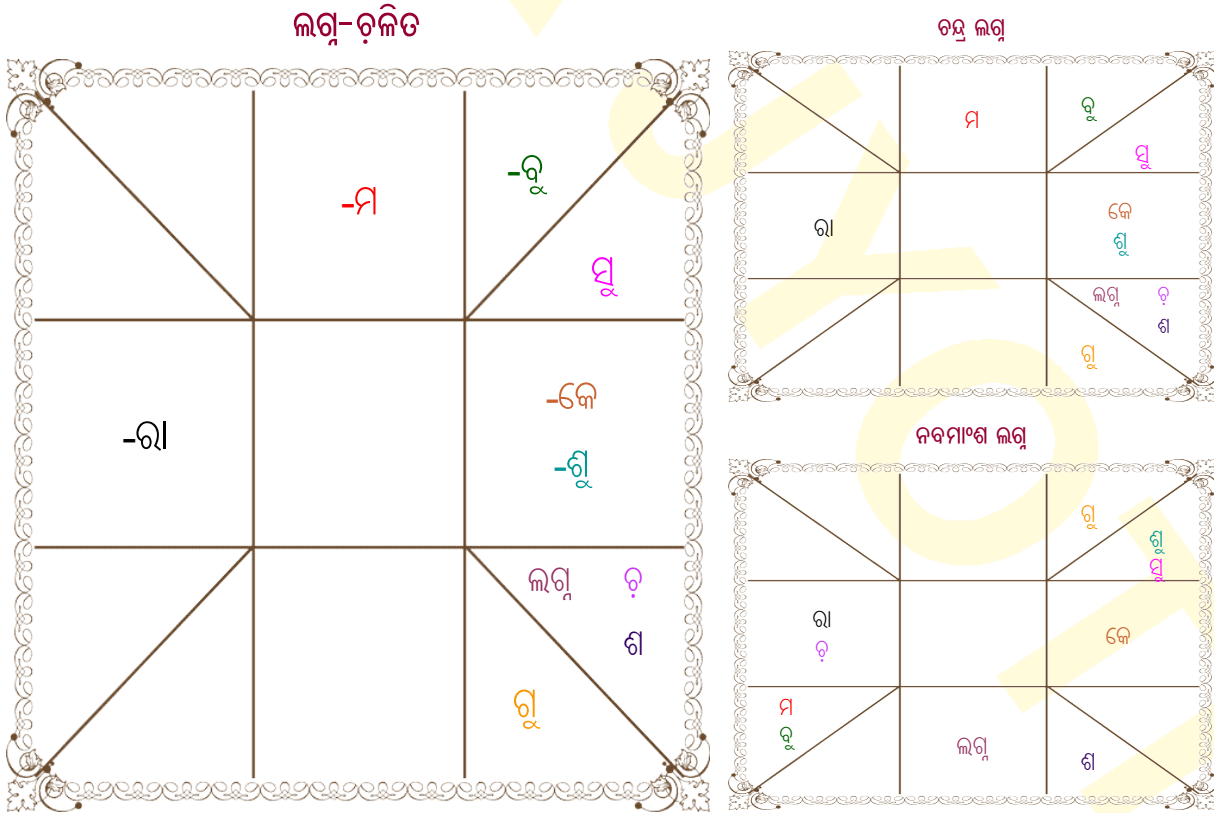 ଲଗ୍ନ-ଚ଼ଳିତ
-ମ
-ବୁ
ସୁ
-ରା
-କେ
-ଶୁ
ଲଗ୍ନ ଚ଼
ଶ
ଗୁ
ଚନ୍ଦ୍ର ଲଗ୍ନ
ମ
ବୁ
ସୁ
ରା
କେ
ଶୁ
ଲଗ୍ନ ଚ଼
ଶ
ଗୁ
ନବମାଂଶ ଲଗ୍ନ
ଗୁ
ଶୁ
ସୁ
ରା
ଚ଼
କେ
ମ
ବୁ
ଲଗ୍ନ
ଶ